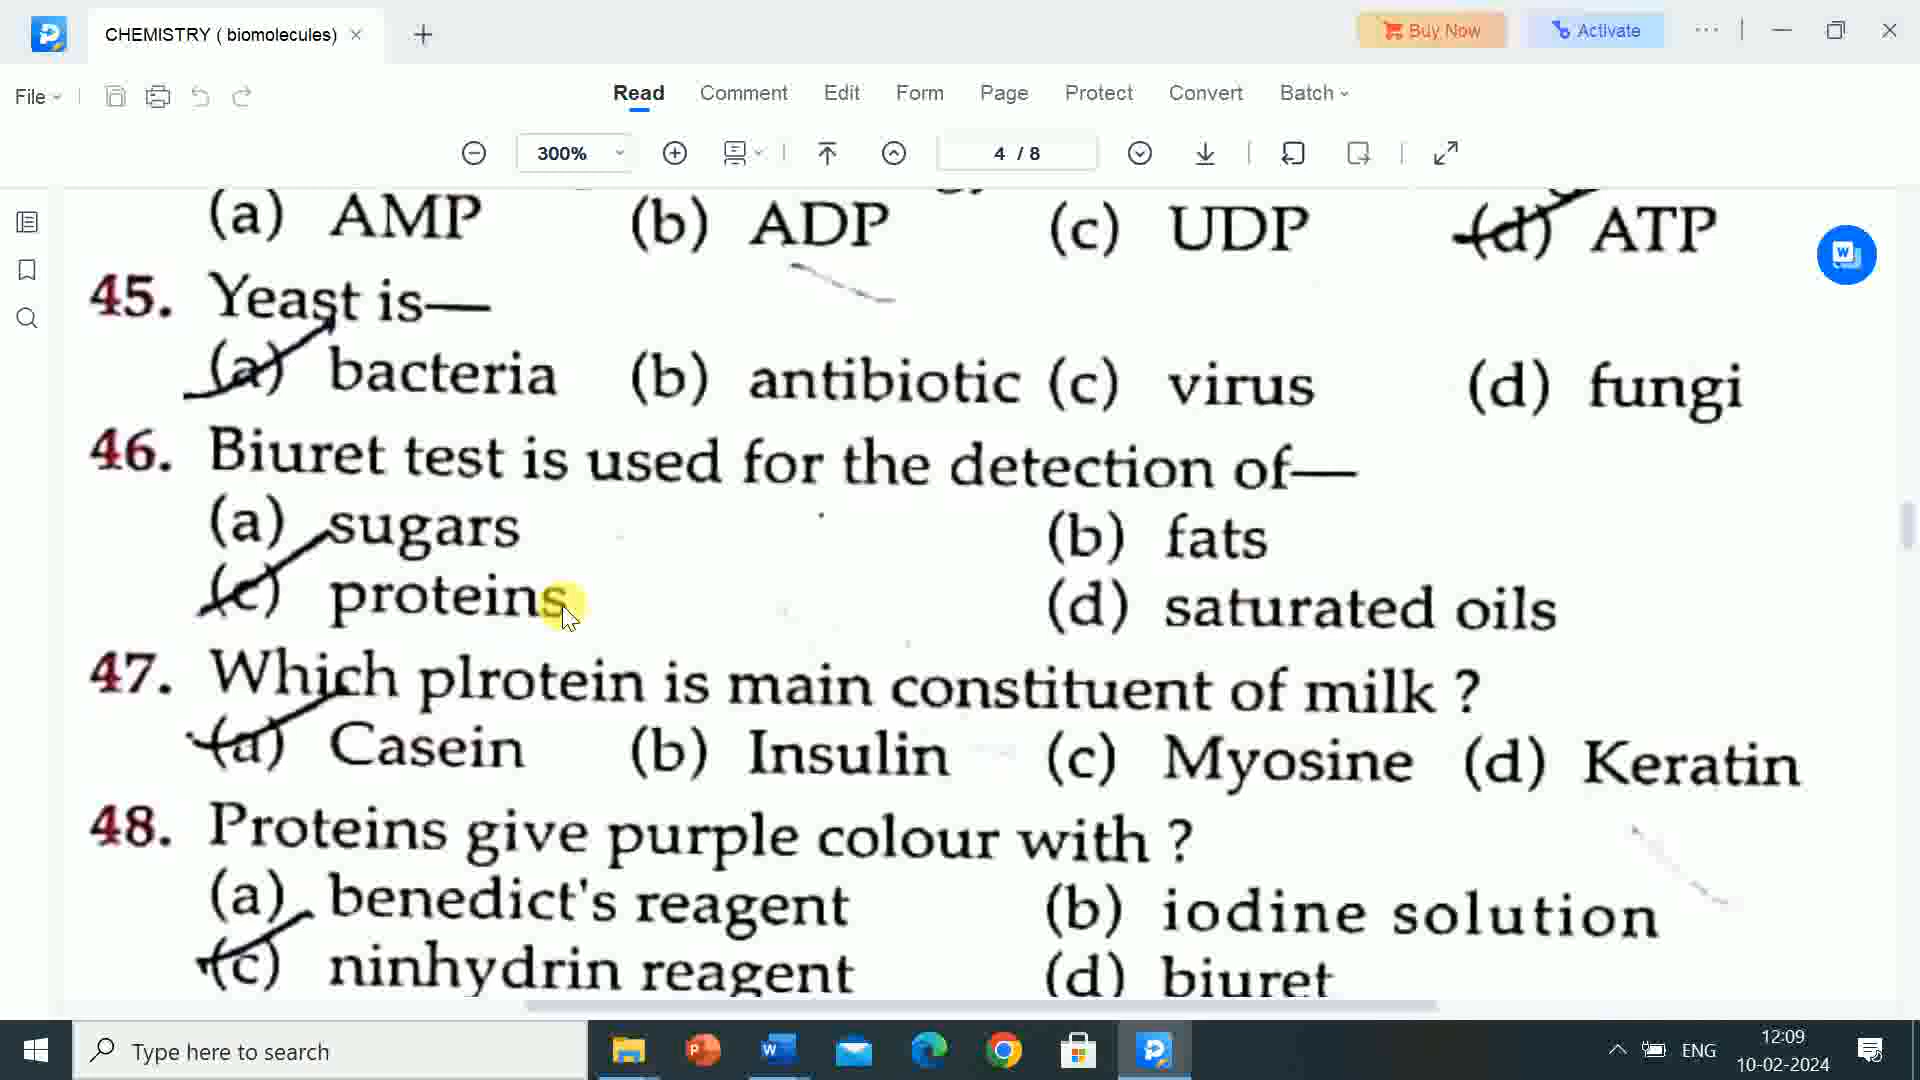 CHEMISTRY ( biomolecules)
Buy Now
Activate
File
Read Comment Edit Form Page Protect Convert Batch
300%
4 / 8
(a) AMP (b) ADP (c) UDP (d) ATP
45. Yeast is—
(a) bacteria (b) antibiotic (c) virus (d) fungi
46. Biuret test is used for the detection of—
(a) sugars (b) fats
(c) proteins (d) saturated oils
47. Which plrotein is main constituent of milk ?
(a) Casein (b) Insulin (c) Myosine (d) Keratin
48. Proteins give purple colour with ?
(a) benedict's reagent (b) iodine solution
(c) ninhydrin reagent (d) biuret
Type here to search
ENG
12:09
10-02-2024